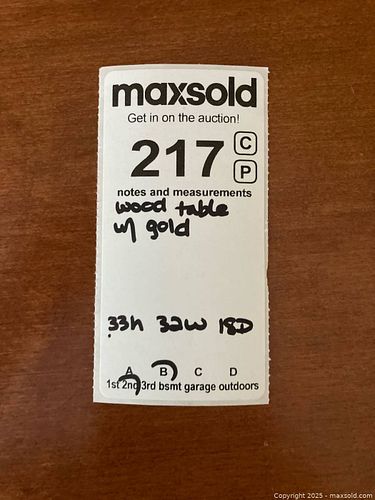 maxsold
Get in on the auction!
217 C
P
notes and measurements
wood table
w/ gold
33h 32w 18D
A B C D
1st 2nd 3rd bsmt garage outdoors
Copyright © 2025 - maxsold.com